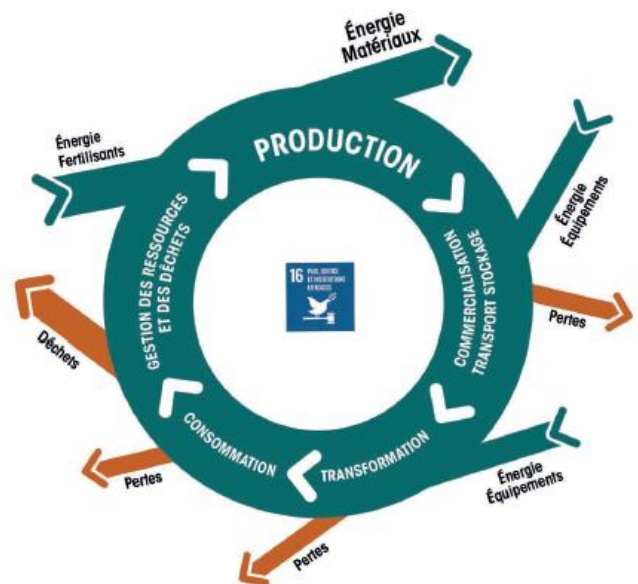 Énergie
Matériaux
Énergie
Fertilisants
PRODUCTION
Énergie
Équipements
GESTION DES RESSOURCES
ET DES DÉCHETS
16 PAIX, JUSTICE
ET INSTITUTIONS
EFFICACES
COMMERCIALISATION
TRANSPORT STOCKAGE
Pertes
Déchets
CONSOMMATION
TRANSFORMATION
Énergie
Équipements
Pertes
Pertes